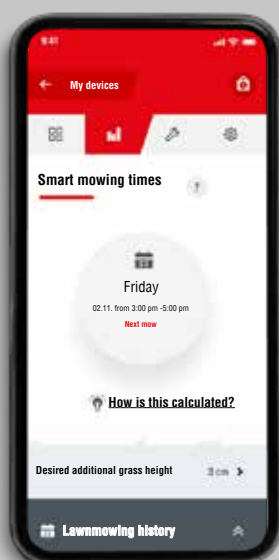 9:41
My devices
Smart mowing times
?
Friday
02.11. from 3:00 pm -5:00 pm
Next mow
How is this calculated?
Desired additional grass height
3 cm
Lawnmowing history